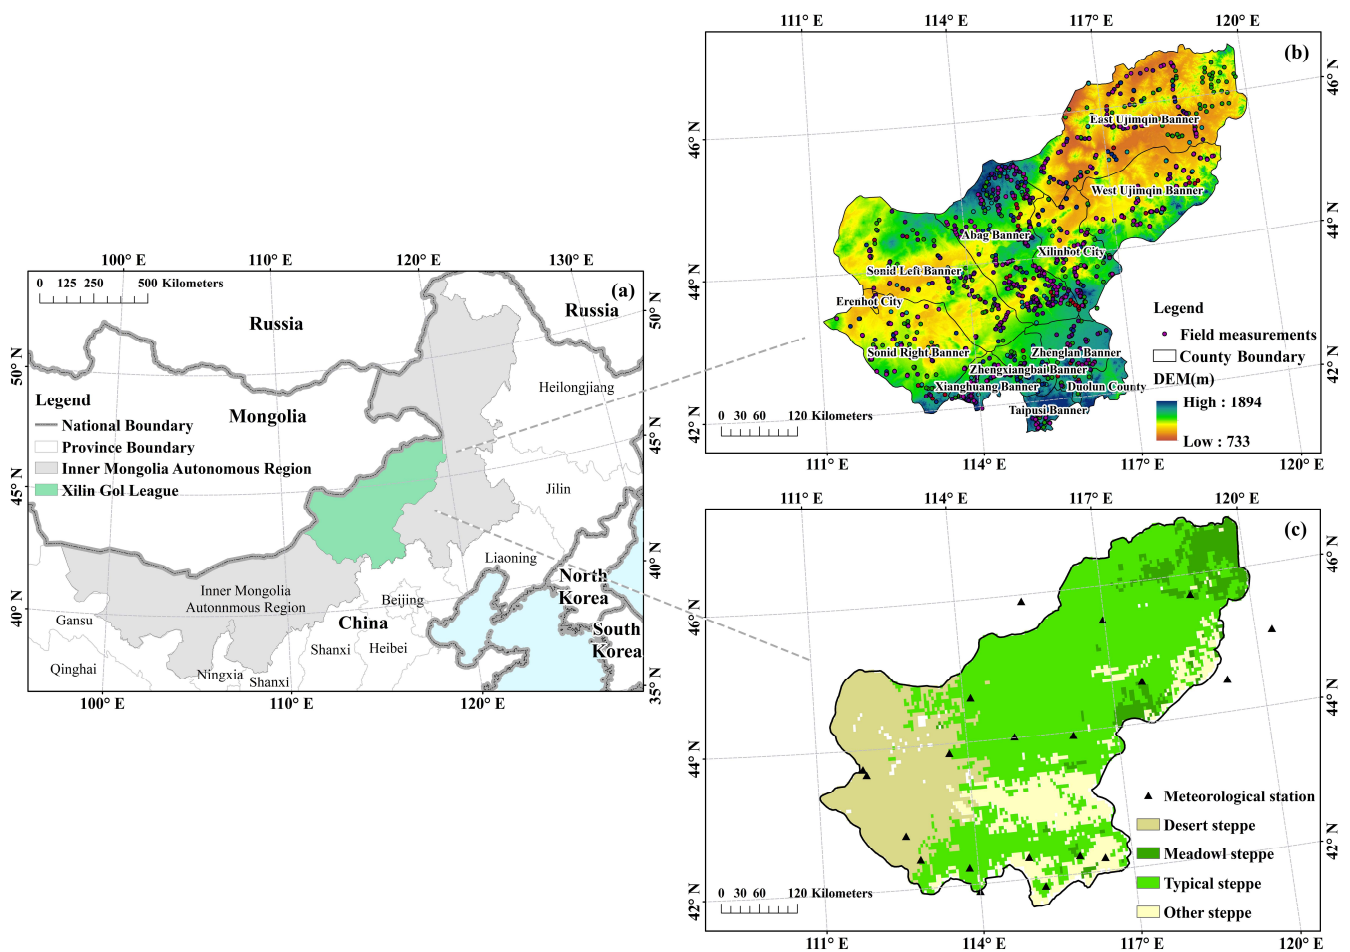 100° E 110° E 120° E 130° E
0 125 250 500 Kilometers
(a)
Russia
Russia
50° N
50° N
Heilongjiang
Legend
Mongolia
National Boundary
Province Boundary
Inner Mongolia Autonomous Region
Xilin Gol League
45° N
45° N
Jilin
Liaoning
40° N
40° N
North
Korea
Inner Mongolia
Autonnmous Region
Beijing
Gansu
China
South
Korea
Shanxi
Heibei
Qinghai
Ningxia
Shanxi
35° N
100° E 110° E 120° E
111° E 114° E 117° E 120° E
(b)
46° N
46° N
East Ujimqin Banner
West Ujimqin Banner
44° N
44° N
Abag Banner
Xilinhot City
Sonid Left Banner
Erenhot City
Legend
Field measurements
County Boundary
DEM(m)
High : 1894
Low : 733
Sonid Right Banner
Zhenglan Banner
Zhengxiangbai Banner
Xianghuang Banner
Duolun County
Taipusi Banner
42° N
42° N
0 30 60 120 Kilometers
111° E 114° E 117° E 120° E
111° E 114° E 117° E 120° E
(c)
46° N
46° N
44° N
44° N
Meteorological station
Desert steppe
Meadowl steppe
Typical steppe
Other steppe
42° N
42° N
0 30 60 120 Kilometers
111° E 114° E 117° E 120° E